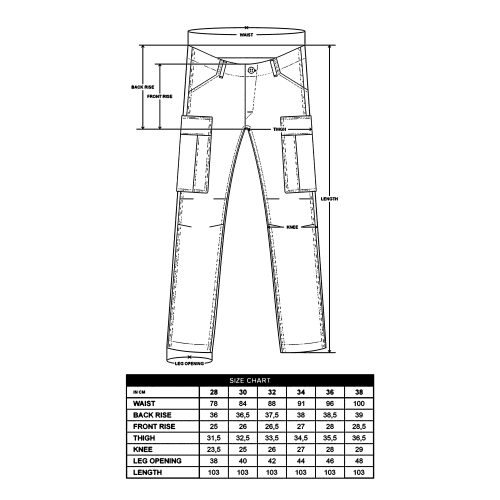 WAIST
BACK RISE
FRONT RISE
THIGH
LENGTH
KNEE
LEG OPENING
SIZE CHART
IN CM 28 30 32 34 36 38
WAIST 78 84 88 91 96 100
BACK RISE 36 36,5 37,5 38 38,5 39
FRONT RISE 25 26 26,5 27 28 28,5
THIGH 31,5 32,5 33,5 34,5 35,5 36,5
KNEE 23,5 25 26 27 28 29
LEG OPENING 38 40 42 44 46 48
LENGTH 103 103 103 103 103 103